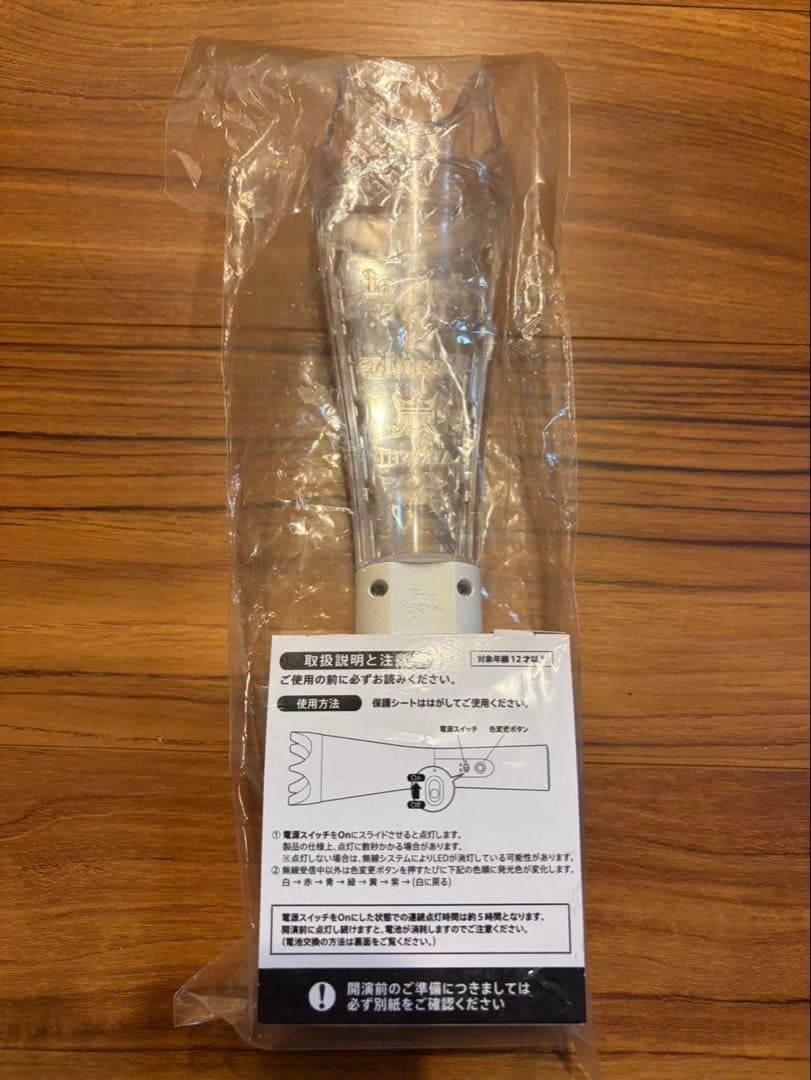 取扱説明と注意
対象年齢12才以上
ご使用の前に必ずお読みください。
使用方法
保護シートははがしてご使用ください。
電源スイッチ
色変更ボタン
On
Off
① 電源スイッチをOnにスライドさせると点灯します。
製品の仕様上、点灯に数秒かかる場合があります。
※点灯しない場合は、無線システムによりLEDが消灯している可能性があります。
② 無線受信中以外は色変更ボタンを押すたびに下記の色順に発光色が変化します。
白→赤→青→緑→黄→紫→(白に戻る)
電源スイッチをOnにした状態での連続点灯時間は約5時間となります。
開演前に点灯し続けますと、電池が消耗しますのでご注意ください。
(電池交換の方法は裏面をご覧ください。)
開演前のご準備につきましては
必ず別紙をご確認ください